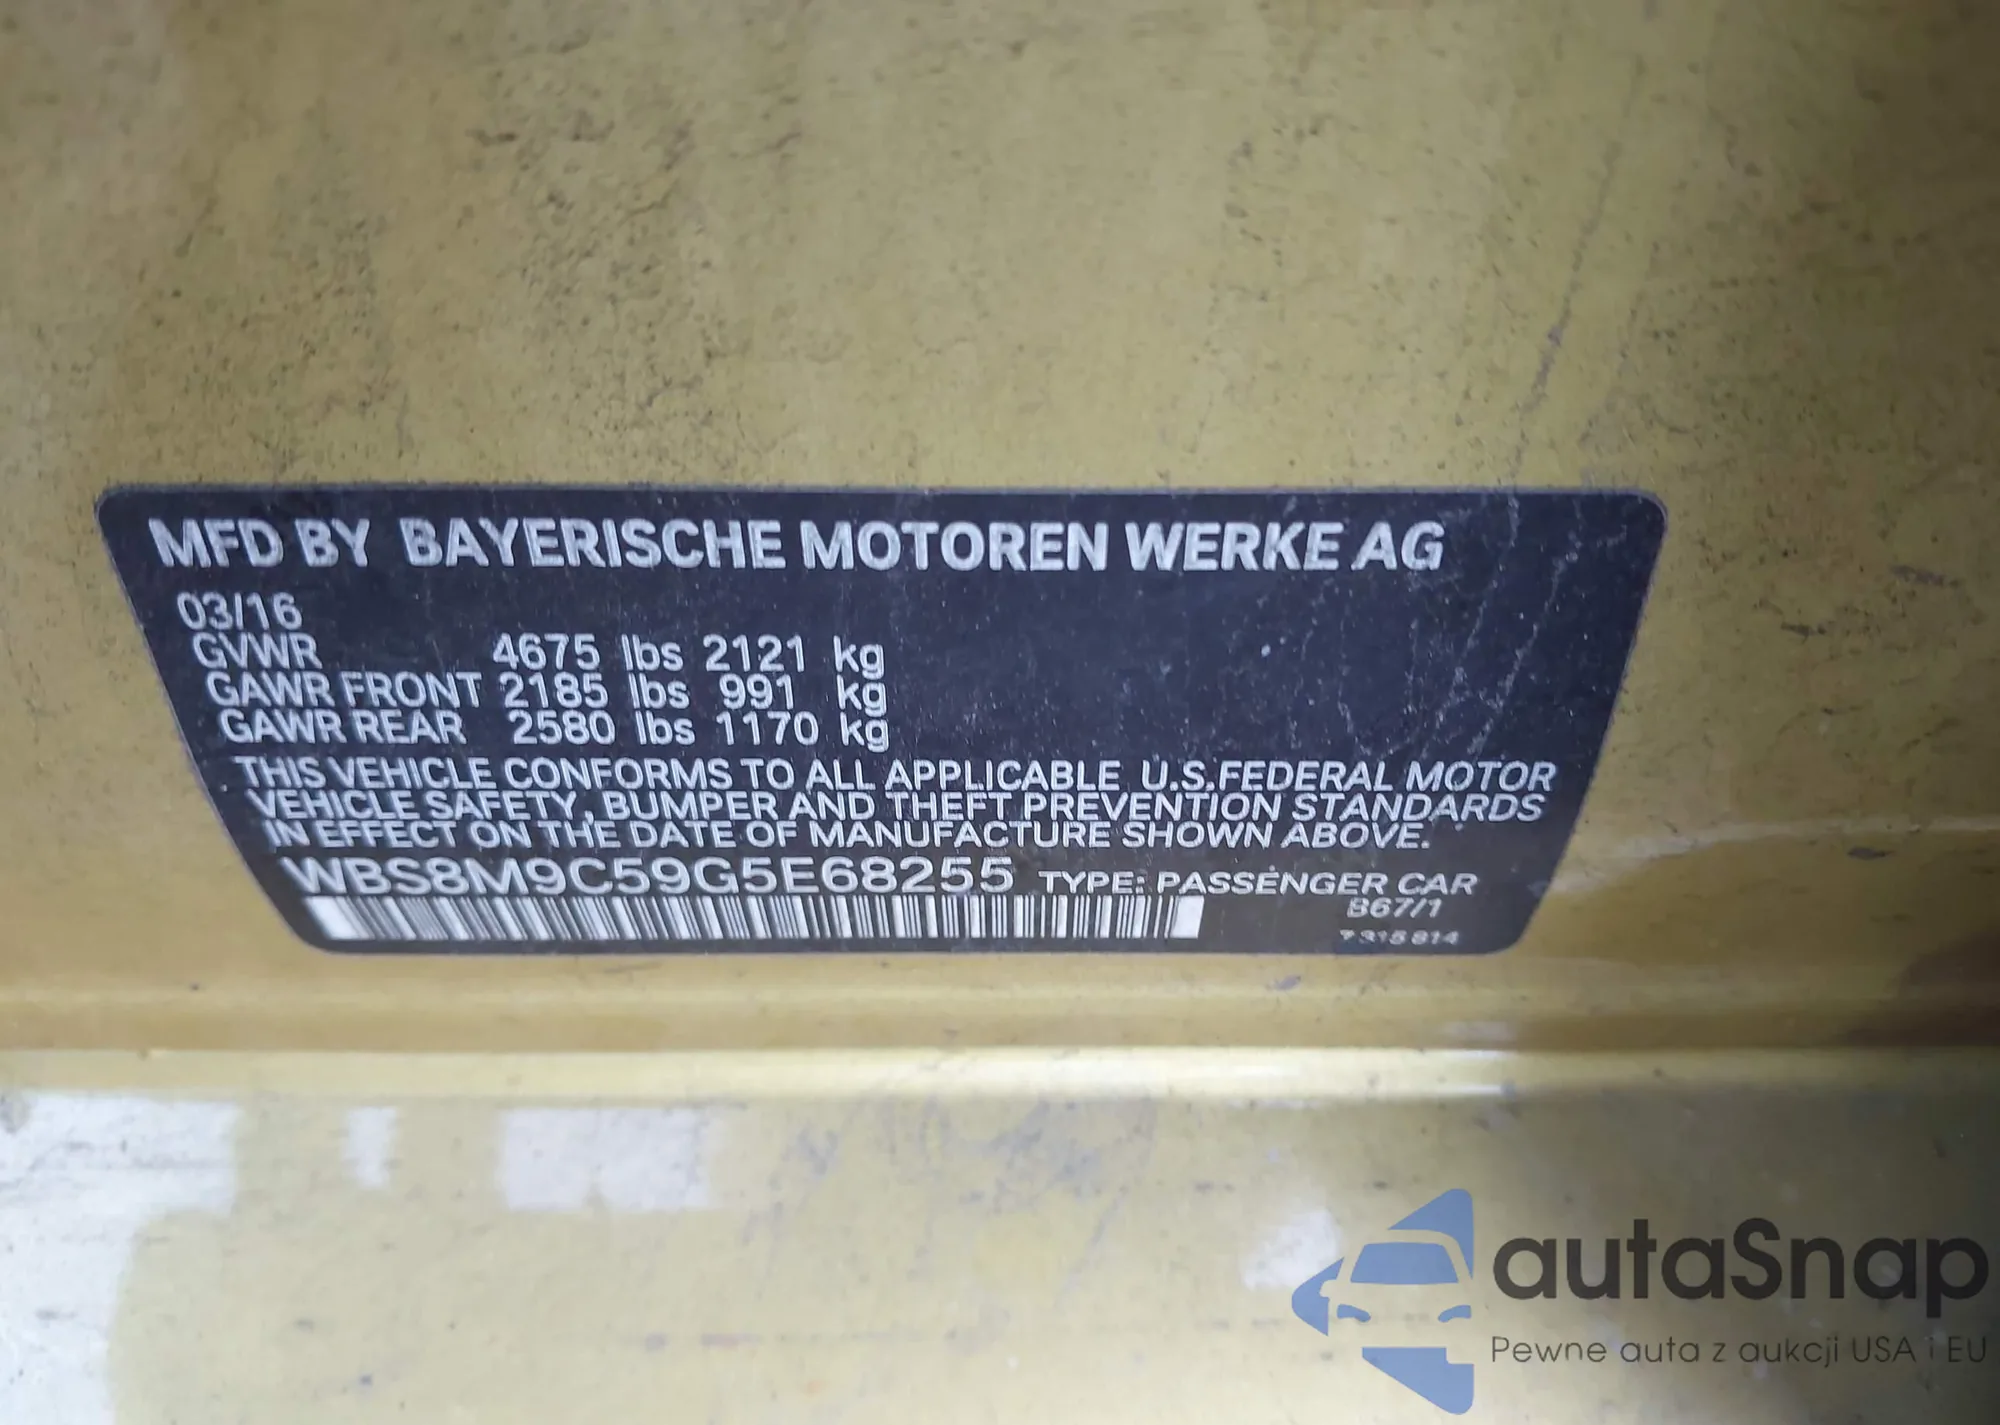 MFD BY BAYERISCHE MOTOREN WERKE AG
03/16
GVWR 4675 lbs 2121 kg
GAWR FRONT 2185 lbs 991 kg
GAWR REAR 2580 lbs 1170 kg
THIS VEHICLE CONFORMS TO ALL APPLICABLE U.S.FEDERAL MOTOR
VEHICLE SAFETY, BUMPER AND THEFT PREVENTION STANDARDS
IN EFFECT ON THE DATE OF MANUFACTURE SHOWN ABOVE.
WBS8M9C59G5E68255 TYPE: PASSENGER CAR
B67/1
7 315 814
autaSnap
Pewne auta z aukcji USA i EU